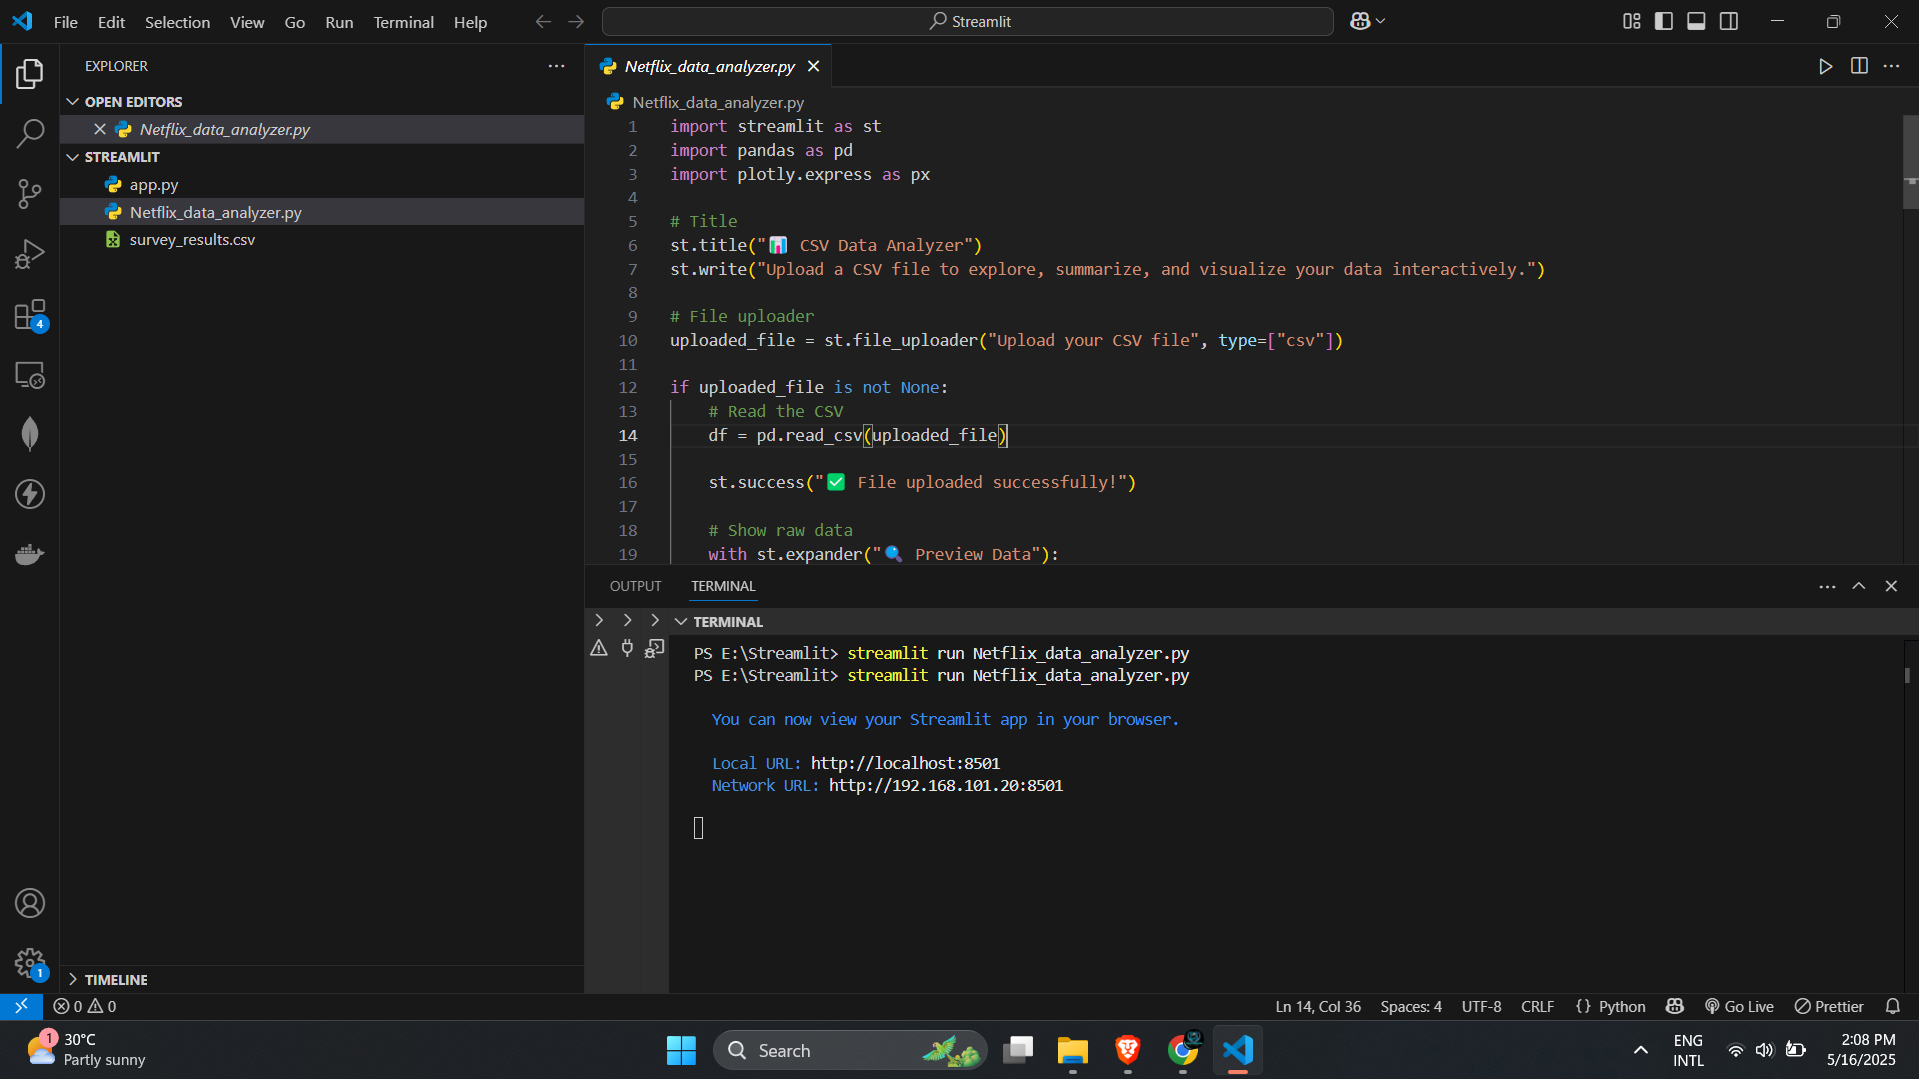 File Edit Selection View Go Run Terminal Help
Streamlit
EXPLORER
OPEN EDITORS
Netflix_data_analyzer.py
STREAMLIT
app.py
Netflix_data_analyzer.py
survey_results.csv
TIMELINE
4
1
Netflix_data_analyzer.py
Netflix_data_analyzer.py
1 import streamlit as st
2 import pandas as pd
3 import plotly.express as px
4
5 # Title
6 st.title("📊 CSV Data Analyzer")
7 st.write("Upload a CSV file to explore, summarize, and visualize your data interactively.")
8
9 # File uploader
10 uploaded_file = st.file_uploader("Upload your CSV file", type=["csv"])
11
12 if uploaded_file is not None:
13 # Read the CSV
14 df = pd.read_csv(uploaded_file)
15
16 st.success("✅ File uploaded successfully!")
17
18 # Show raw data
19 with st.expander("🔍 Preview Data"):
OUTPUT TERMINAL
TERMINAL
PS E:\Streamlit> streamlit run Netflix_data_analyzer.py
PS E:\Streamlit> streamlit run Netflix_data_analyzer.py
You can now view your Streamlit app in your browser.
Local URL: http://localhost:8501
Network URL: http://192.168.101.20:8501
0 0 Ln 14, Col 36 Spaces: 4 UTF-8 CRLF {} Python Go Live Prettier
1
30°C
Partly sunny
Search
ENG
INTL
2:08 PM
5/16/2025